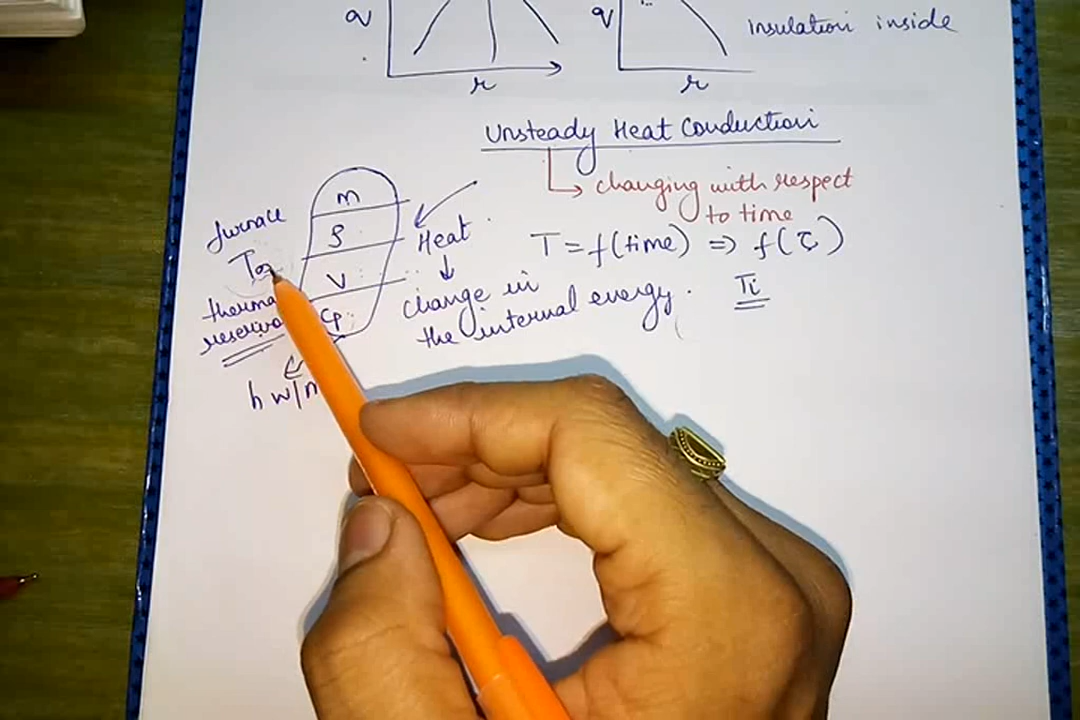 q
r
q
r
Insulation inside
Unsteady Heat Conduction
changing with respect
to time
T = f(time) ⇒ f(τ)
Ti
furnace
T∞
thermal
m
ρ
V
Cp
Heat
change in
the internal energy.
h w/m